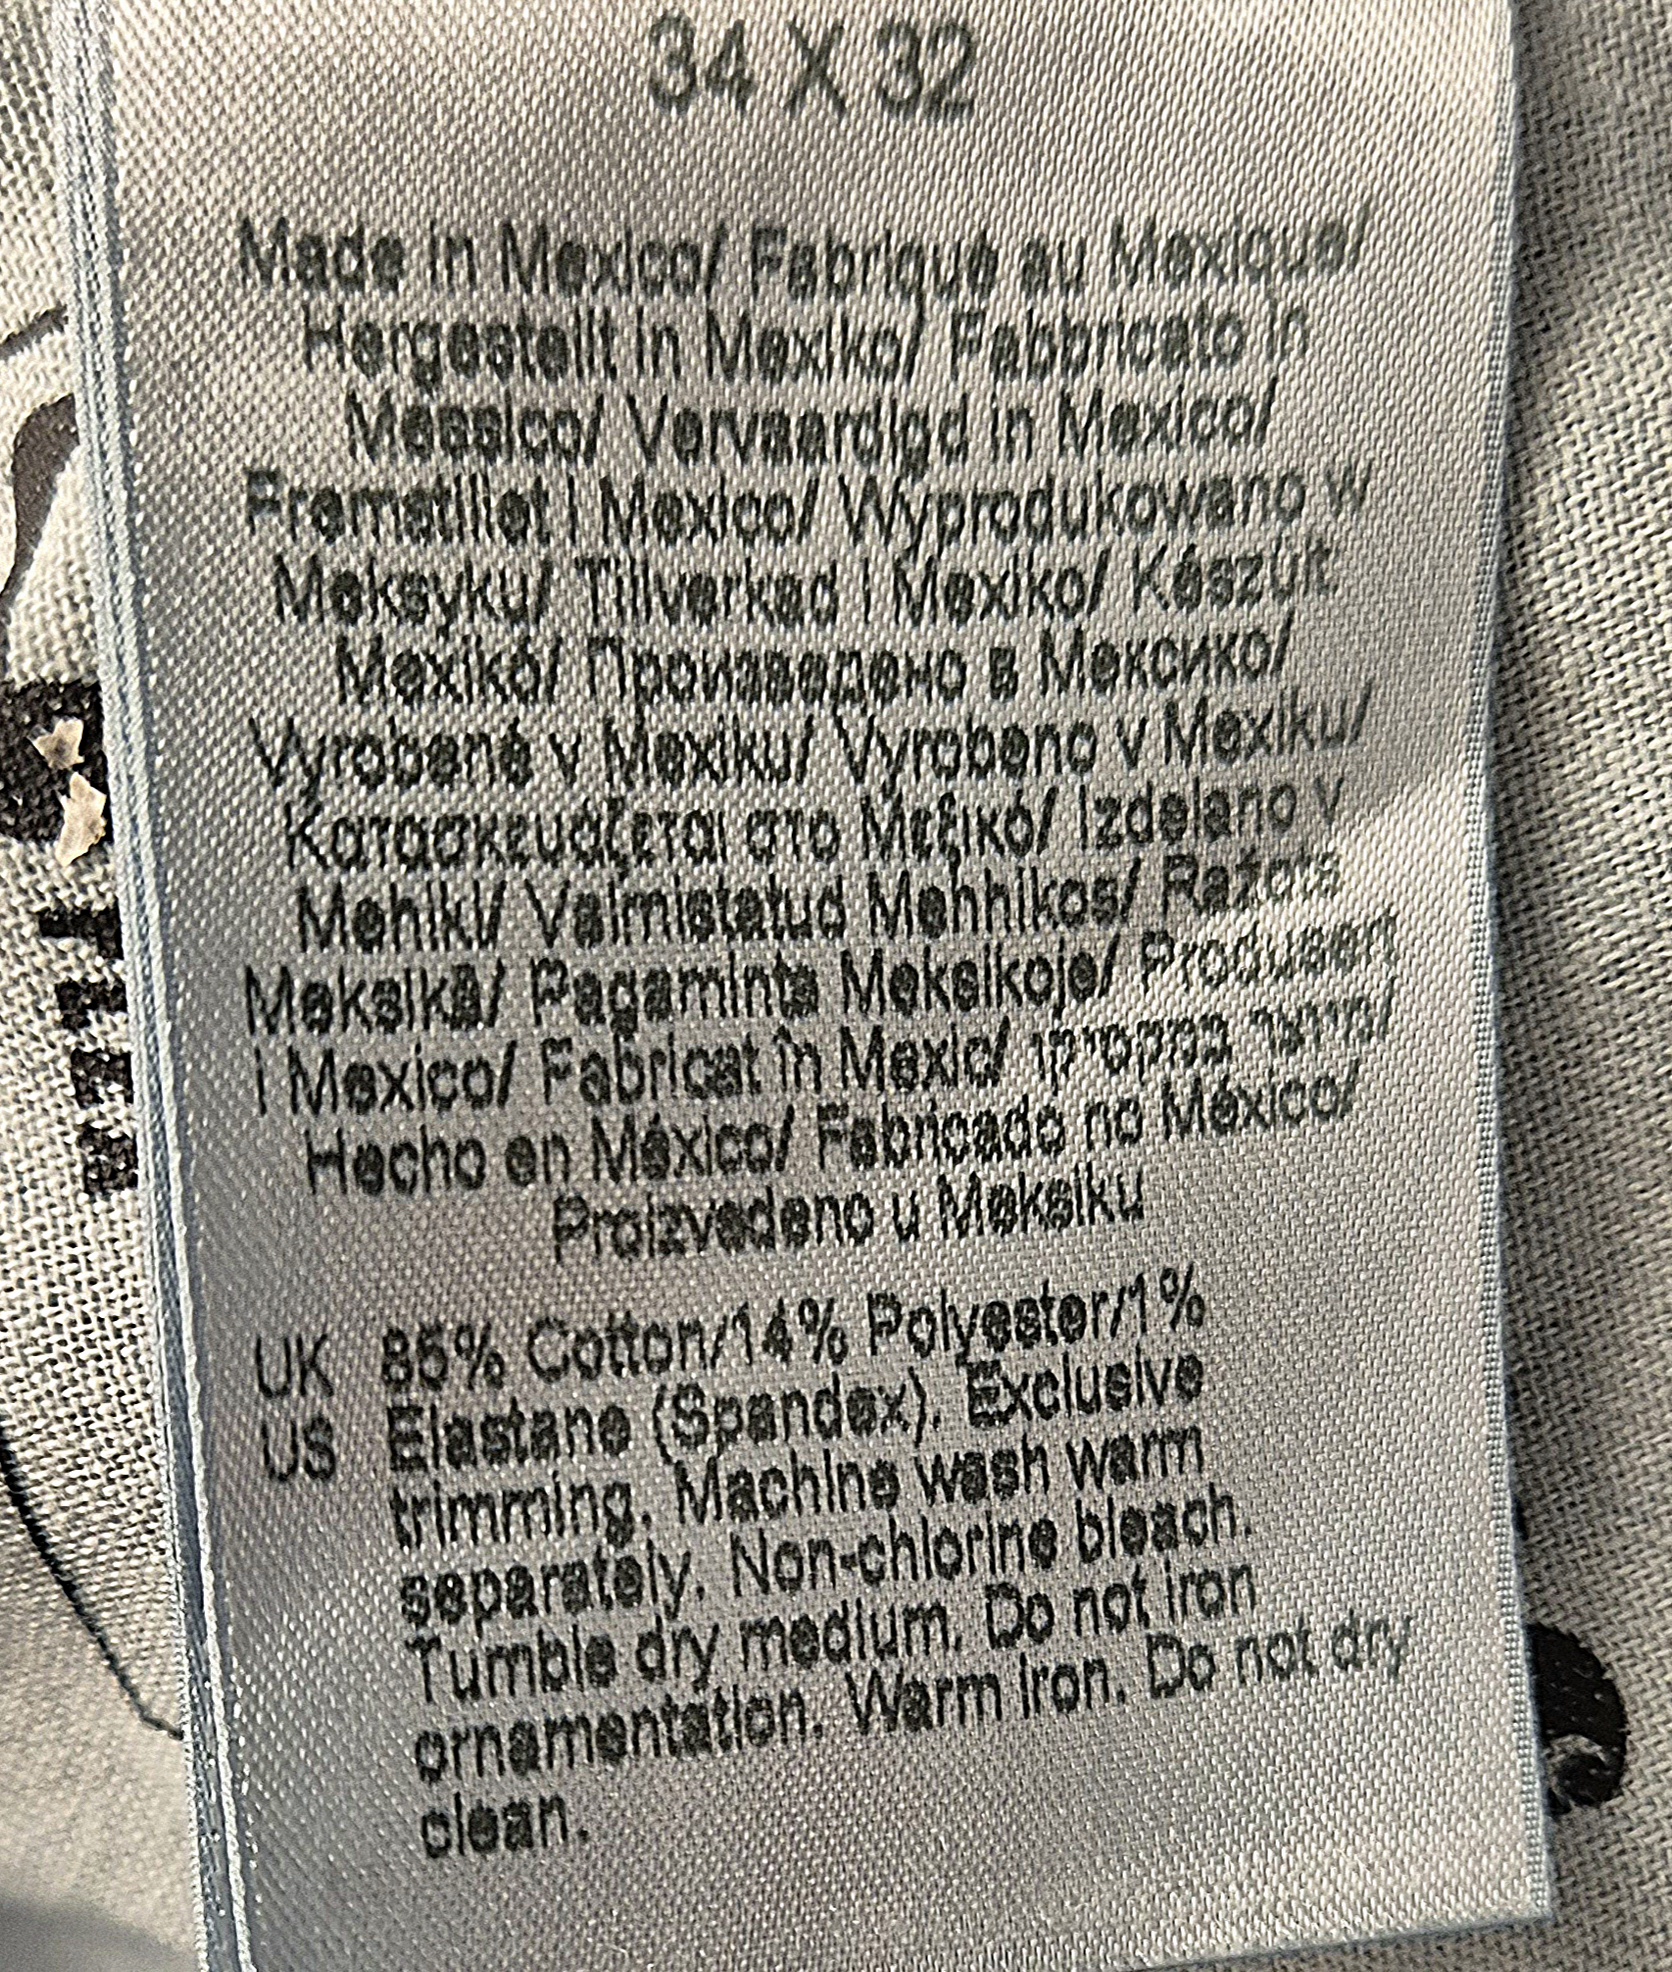 34 X 32
Made in Mexico/ Fabriqué au Mexique/
Hergestellt in Mexiko/ Fabbricato in
Messico/ Vervaardigd in Mexico/
Fremstillet i Mexico/ Wyprodukowano w
Meksyku/ Tillverkad i Mexiko/ Készült
Mexikó/ Произведено в Мексико/
Vyrobené v Mexiku/ Vyrobeno v Mexiku/
Κατασκευάζεται στο Μεξικό/ Izdelano v
Mehiki/ Valmistatud Mehhikos/ Ražots
Meksikā/ Pagaminta Meksikoje/ Produsert
i Mexico/ Fabricat în Mexic/ מיוצר במקסיקו/
Hecho en México/ Fabricado no México/
Proizvedeno u Meksiku
UK 85% Cotton/14% Polyester/1%
US Elastane (Spandex). Exclusive
trimming. Machine wash warm
separately. Non-chlorine bleach.
Tumble dry medium. Do not iron
ornamentation. Warm iron. Do not dry
clean.